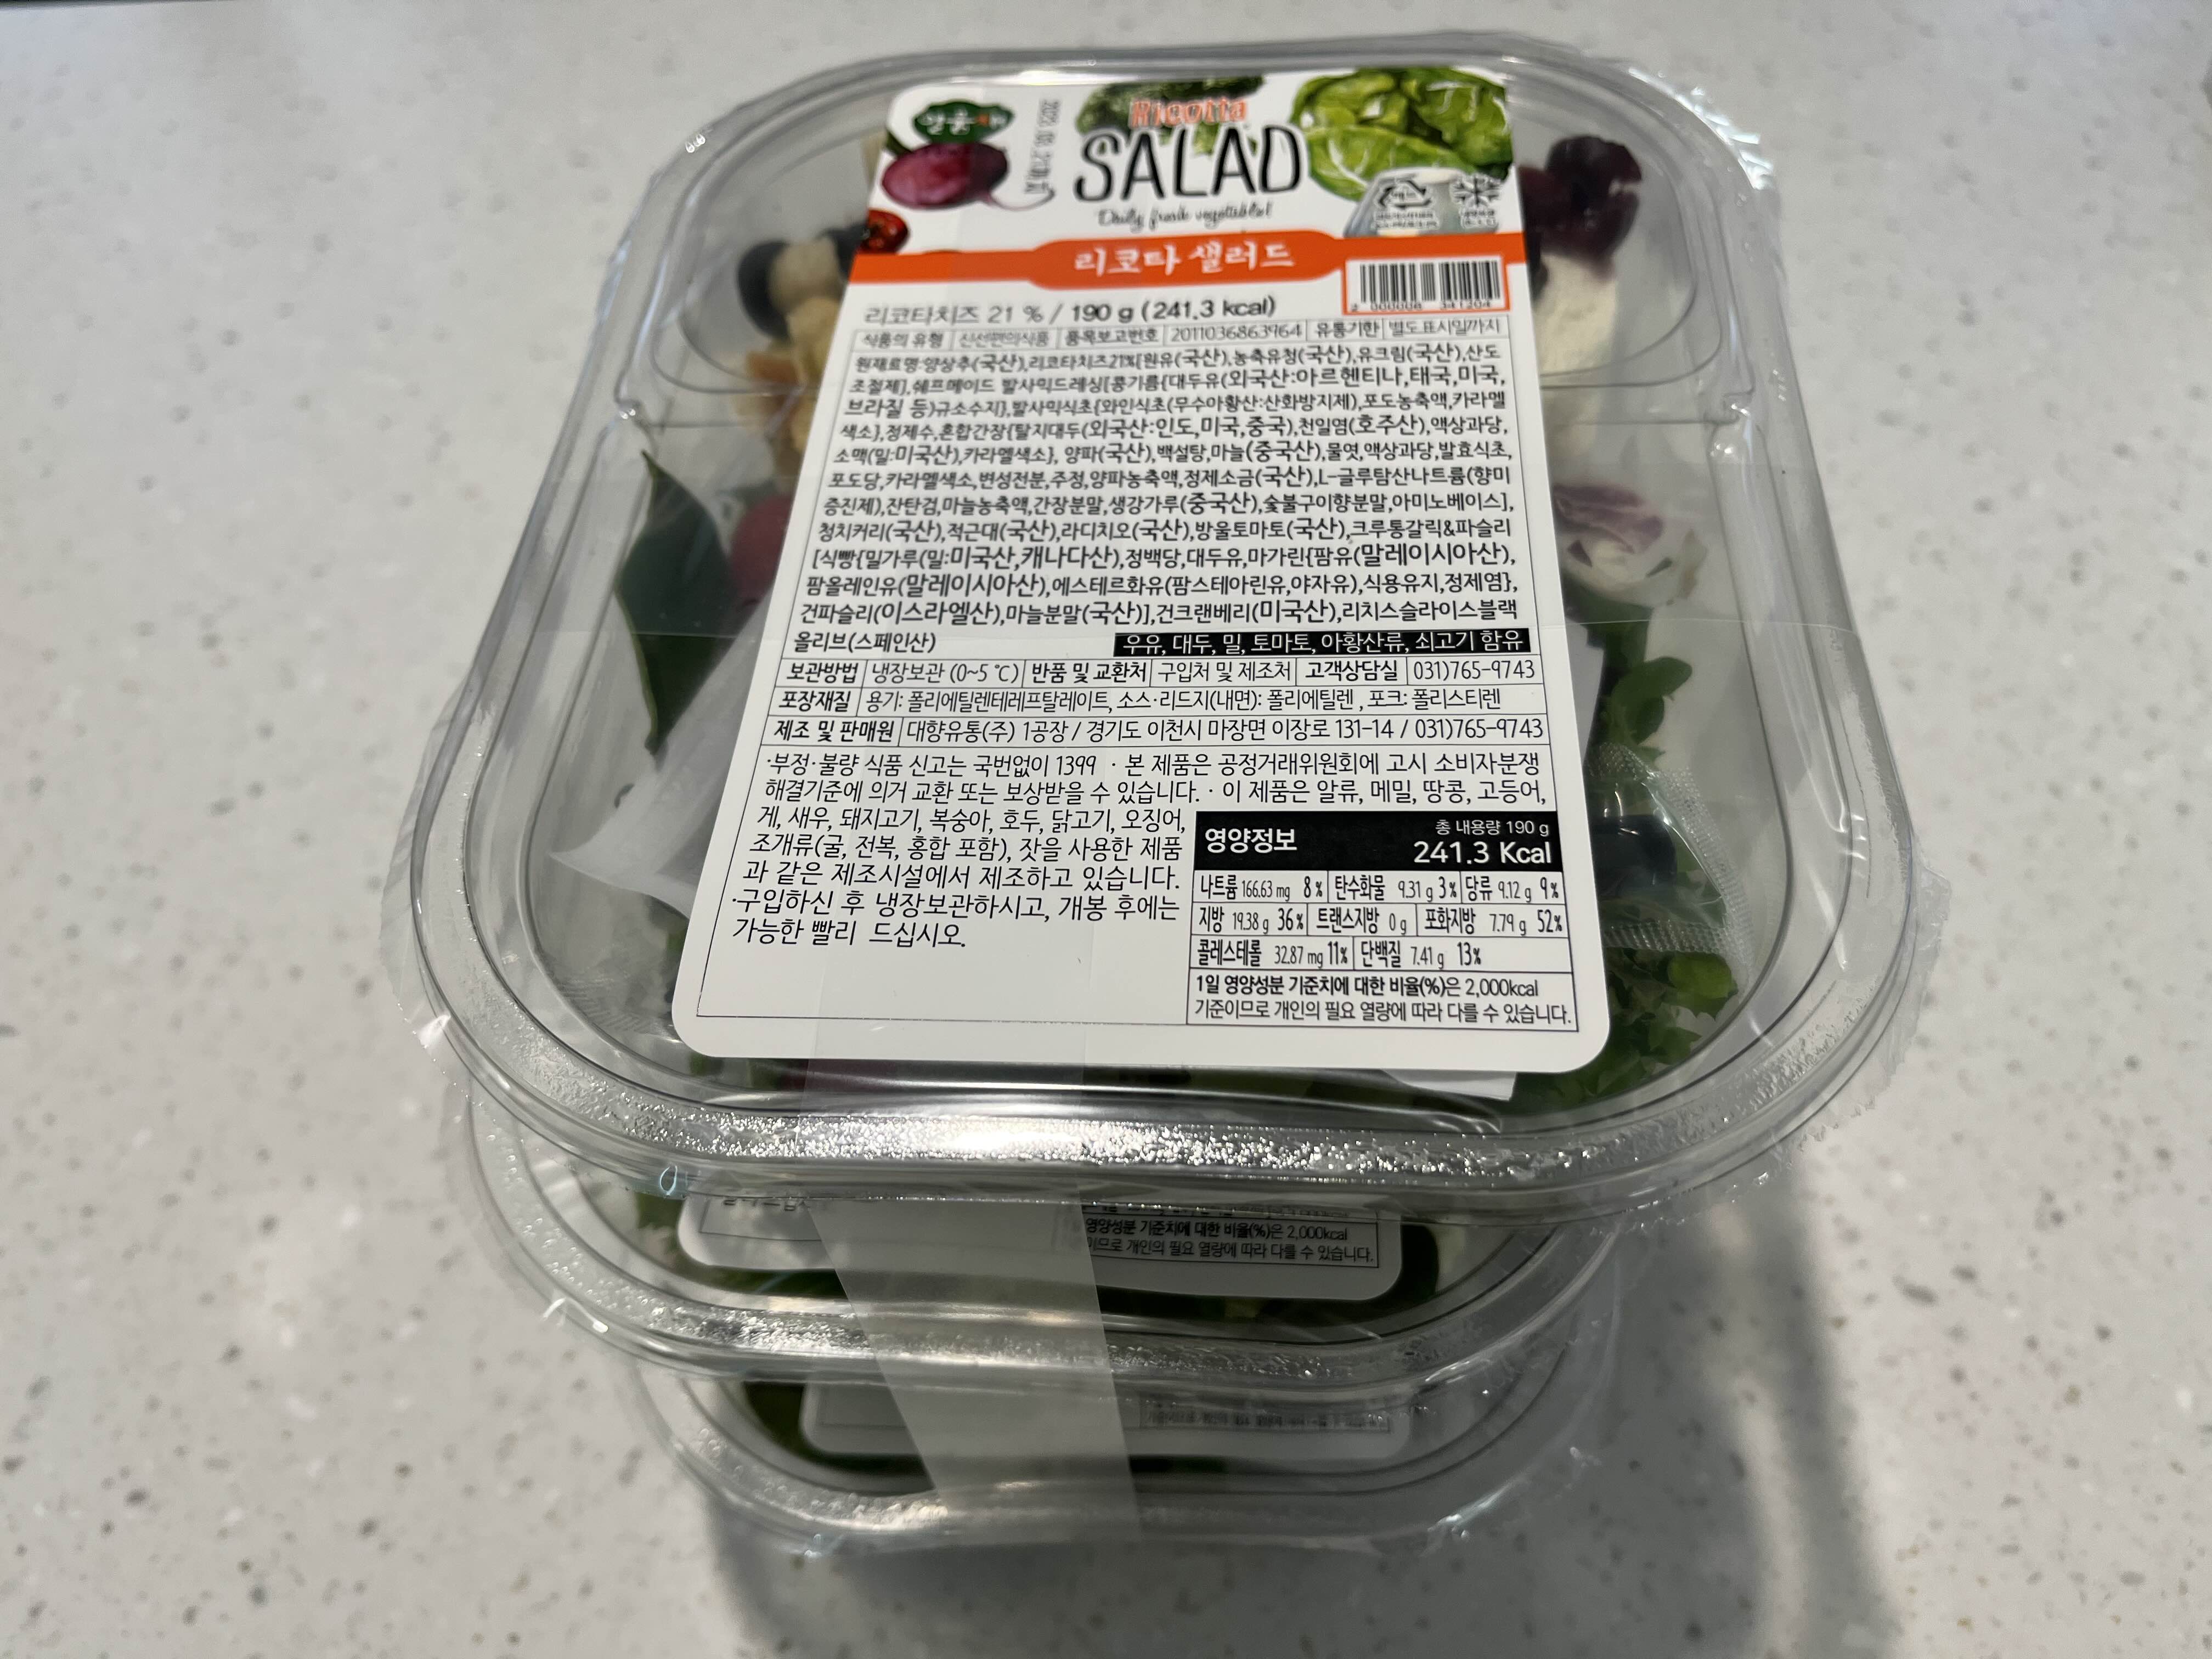 Ricotta
SALAD
Daily fresh vegetables!
리코타 샐러드
리코타치즈 21 % / 190 g (241.3 kcal)
식품의 유형 신선편의식품 품목보고번호 20110368863964 유통기한 별도 표시일까지
원재료명:양상추(국산),리코타치즈21%[원유(국산),농축유청(국산),유크림(국산),산도
조절제],쉐프메이드 발사믹드레싱[콩기름{대두유(외국산:아르헨티나,태국,미국,
브라질 등)규소수지},발사믹식초{와인식초(무수아황산:산화방지제),포도농축액,카라멜
색소},정제수,혼합간장{탈지대두(외국산:인도,미국,중국),천일염(호주산),액상과당,
소맥(밀:미국산),카라멜색소}, 양파(국산),백설탕,마늘(중국산),물엿,액상과당,발효식초,
포도당,카라멜색소,변성전분,주정,양파농축액,정제소금(국산),L-글루탐산나트륨(향미
증진제),잔탄검,마늘농축액,간장분말,생강가루(중국산),숯불구이향분말,아미노베이스],
청치커리(국산),적근대(국산),라디치오(국산),방울토마토(국산),크루통갈릭&파슬리
[식빵{밀가루(밀:미국산,캐나다산),정백당,대두유,마가린{팜유(말레이시아산),
팜올레인유(말레이시아산),에스테르화유(팜스테아린유,야자유),식용유지,정제염},
건파슬리(이스라엘산),마늘분말(국산)],건크랜베리(미국산),리치스슬라이스블랙
올리브(스페인산) 우유, 대두, 밀, 토마토, 아황산류, 쇠고기 함유
보관방법 냉장보관 (0~5 ℃) 반품 및 교환처 구입처 및 제조처 고객상담실 031)765-9743
포장재질 용기: 폴리에틸렌테레프탈레이트, 소스·리드지(내면): 폴리에틸렌, 포크: 폴리스티렌
제조 및 판매원 대향유통(주) 1공장 / 경기도 이천시 마장면 이장로 131-14 / 031)765-9743
·부정·불량 식품 신고는 국번없이 1399 · 본 제품은 공정거래위원회에 고시 소비자분쟁
해결기준에 의거 교환 또는 보상받을 수 있습니다. · 이 제품은 알류, 메밀, 땅콩, 고등어,
게, 새우, 돼지고기, 복숭아, 호두, 닭고기, 오징어,
조개류(굴, 전복, 홍합 포함), 잣을 사용한 제품
과 같은 제조시설에서 제조하고 있습니다.
·구입하신 후 냉장보관하시고, 개봉 후에는
가능한 빨리 드십시오.
영양정보 총 내용량 190 g
241.3 Kcal
나트륨 166.63 mg 8% 탄수화물 9.31 g 3% 당류 9.12 g 9%
지방 19.38 g 36% 트랜스지방 0 g 포화지방 7.79 g 52%
콜레스테롤 32.87 mg 11% 단백질 7.41 g 13%
1일 영양성분 기준치에 대한 비율(%)은 2,000kcal
기준이므로 개인의 필요 열량에 따라 다를 수 있습니다.
영양성분 기준치에 대한 비율(%)은 2,000kcal
이므로 개인의 필요 열량에 따라 다를 수 있습니다.